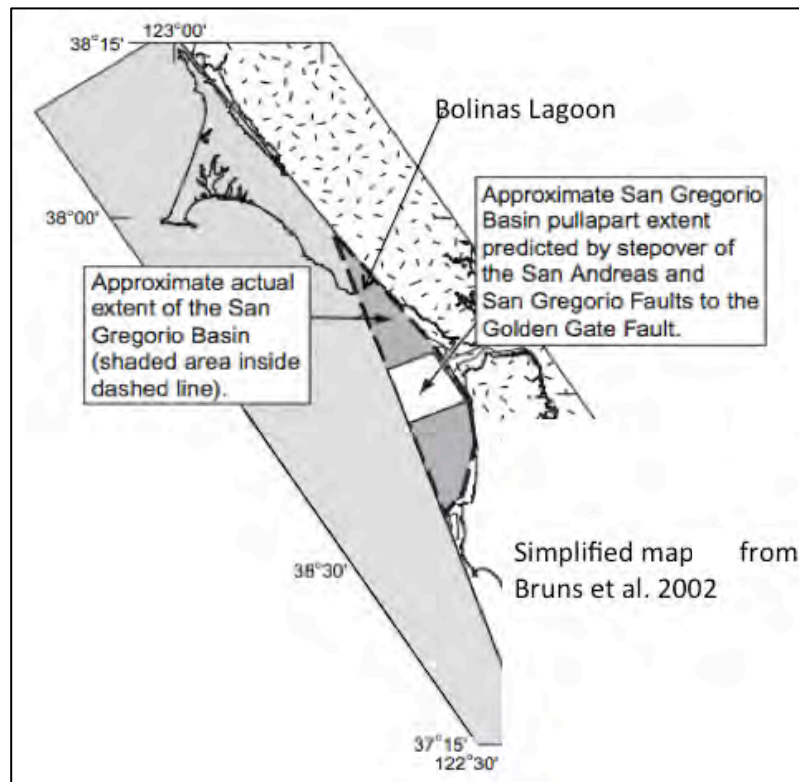 123°00'
38°15'
Bolinas Lagoon
Approximate San Gregorio
Basin pullapart extent
predicted by stepover of
the San Andreas and
San Gregorio Faults to the
Golden Gate Fault.
38°00'
Approximate actual
extent of the San
Gregorio Basin
(shaded area inside
dashed line).
Simplified map from
Bruns et al. 2002
38°30'
37°15'
122°30'